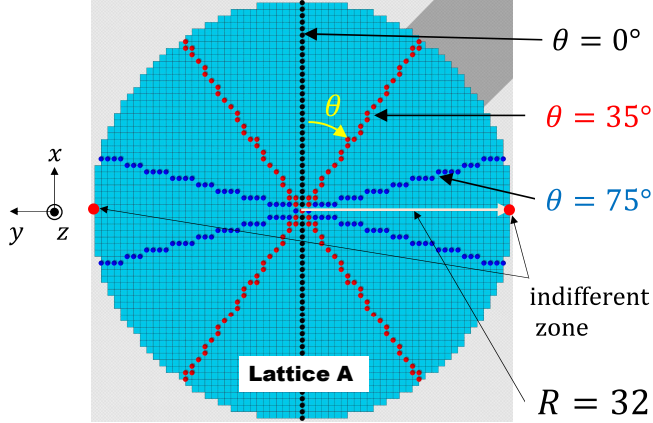 θ = 0°
θ
θ = 35°
x
θ = 75°
y
z
indifferent
zone
Lattice A
R = 32